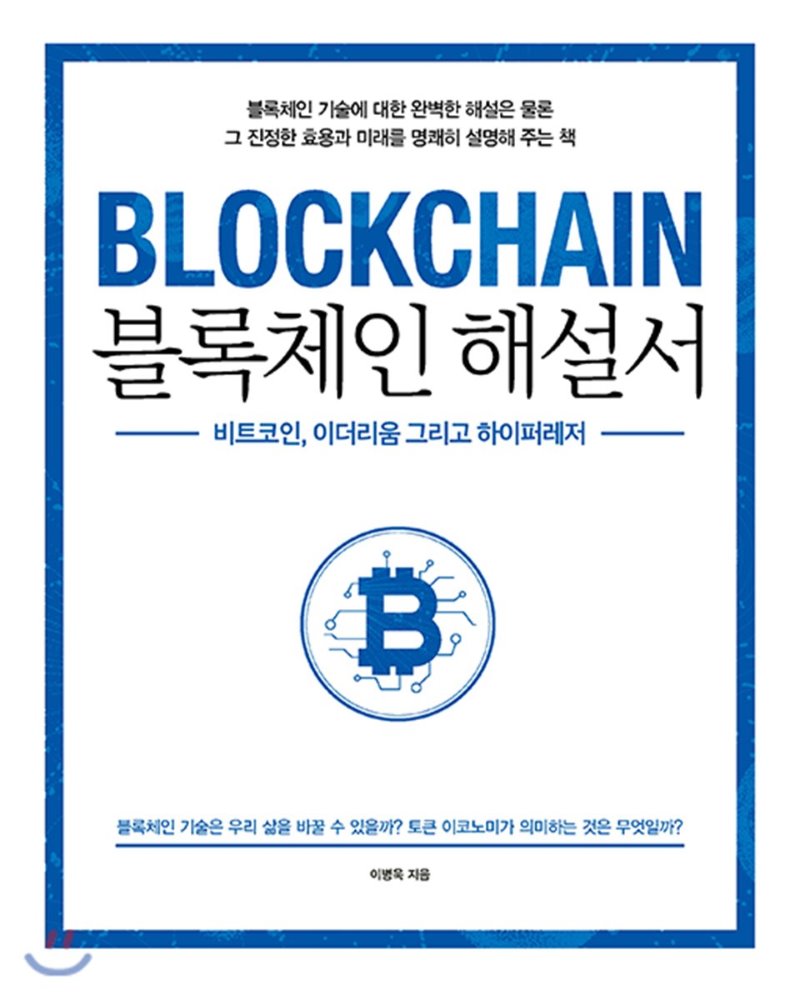 블록체인 기술에 대한 완벽한 해설은 물론
그 진정한 효용과 미래를 명쾌히 설명해 주는 책
BLOCKCHAIN
블록체인 해설서
비트코인, 이더리움 그리고 하이퍼레저
블록체인 기술은 우리 삶을 바꿀 수 있을까? 토큰 이코노미가 의미하는 것은 무엇일까?
이병욱 지음